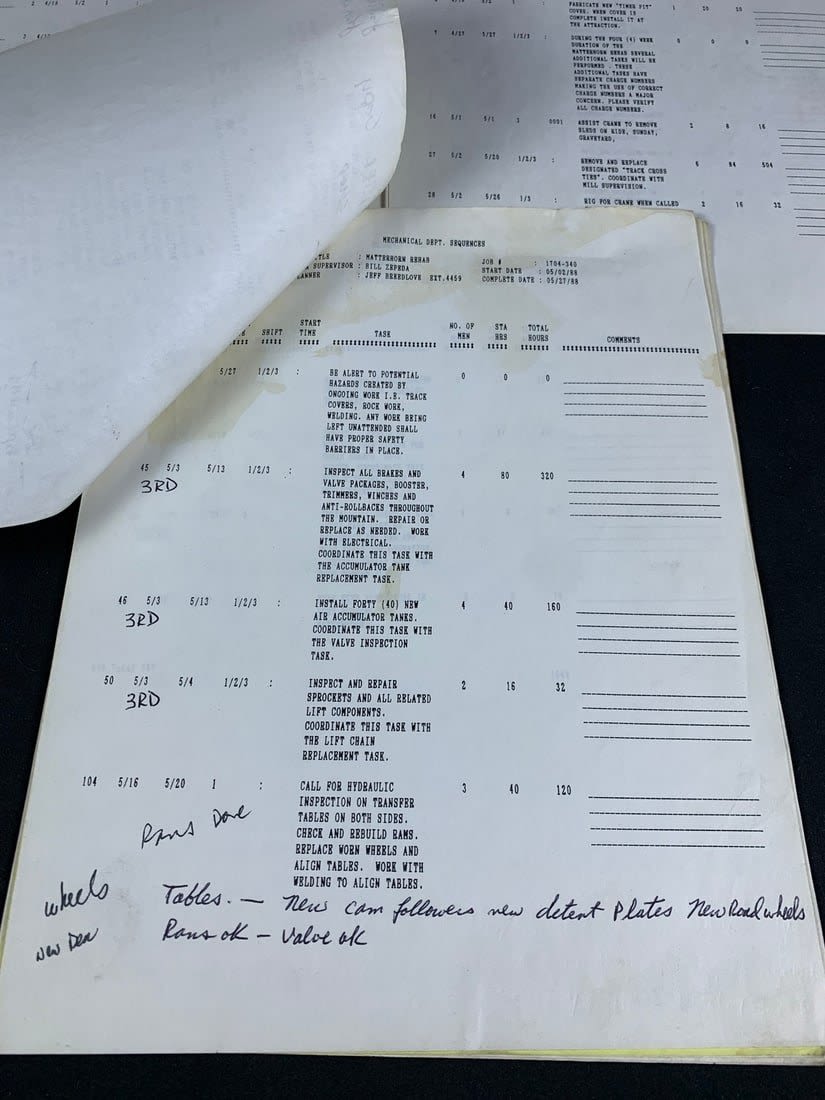 FABRICATE NEW "TIMER PIT" 1 20 20
COVER. WHEN COVER IS
COMPLETE INSTALL IT AT
THE ATTRACTION.
7 4/27 5/27 1/2/3 : DURING THE FOUR (4) WEEK 0 0 0
DURATION OF THE
MATTERHORN REHAB SEVERAL
ADDITIONAL TASKS WILL BE
PERFORMED. THESE
ADDITIONAL TASKS HAVE
SEPARATE CHARGE NUMBERS
MAKING THE USE OF CORRECT
CHARGE NUMBERS A MAJOR
CONCERN. PLEASE VERIFY
ALL CHARGE NUMBERS.
16 5/1 5/1 3 0001 ASSIST CRANE TO REMOVE 2 8 16
SLEDS ON RIDE, SUNDAY,
GRAVEYARD,
27 5/2 5/20 1/2/3 : REMOVE AND REPLACE 6 84 504
DESIGNATED "TRACK CROSS
TIES". COORDINATE WITH
MILL SUPERVISION.
28 5/2 5/26 1/3 : RIG FOR CRANE WHEN CALLED 2 16 32
MECHANICAL DEPT. SEQUENCES
TLE : MATTERHORN REHAB JOB # : 1704-340
SUPERVISOR : BILL ZEPEDA START DATE : 05/02/88
ANNER : JEFF BREEDLOVE EXT.4459 COMPLETE DATE : 05/27/88
START NO. OF STA TOTAL
SHIFT TIME TASK MEN HRS HOURS COMMENTS
5/27 1/2/3 : BE ALERT TO POTENTIAL 0 0 0
HAZARDS CREATED BY
ONGOING WORK I.E. TRACK
COVERS, ROCK WORK,
WELDING. ANY WORK BEING
LEFT UNATTENDED SHALL
HAVE PROPER SAFETY
BARRIERS IN PLACE.
45 5/3 5/13 1/2/3 : INSPECT ALL BRAKES AND 4 80 320
3RD VALVE PACKAGES, BOOSTER,
TRIMMERS, WINCHES AND
ANTI-ROLLBACKS THROUGHOUT
THE MOUNTAIN. REPAIR OR
REPLACE AS NEEDED. WORK
WITH ELECTRICAL.
COORDINATE THIS TASK WITH
THE ACCUMULATOR TANK
REPLACEMENT TASK.
46 5/3 5/13 1/2/3 : INSTALL FORTY (40) NEW 4 40 160
3RD AIR ACCUMULATOR TANKS.
COORDINATE THIS TASK WITH
THE VALVE INSPECTION
TASK.
50 5/3 5/4 1/2/3 : INSPECT AND REPAIR 2 16 32
3RD SPROCKETS AND ALL RELATED
LIFT COMPONENTS.
COORDINATE THIS TASK WITH
THE LIFT CHAIN
REPLACEMENT TASK.
104 5/16 5/20 1 : CALL FOR HYDRAULIC 3 40 120
INSPECTION ON TRANSFER
TABLES ON BOTH SIDES.
Rams Done CHECK AND REBUILD RAMS.
REPLACE WORN WHEELS AND
ALIGN TABLES. WORK WITH
WELDING TO ALIGN TABLES.
wheels Tables. — New cam followers new detent Plates New Road wheels
New Rams ok — Valve ok